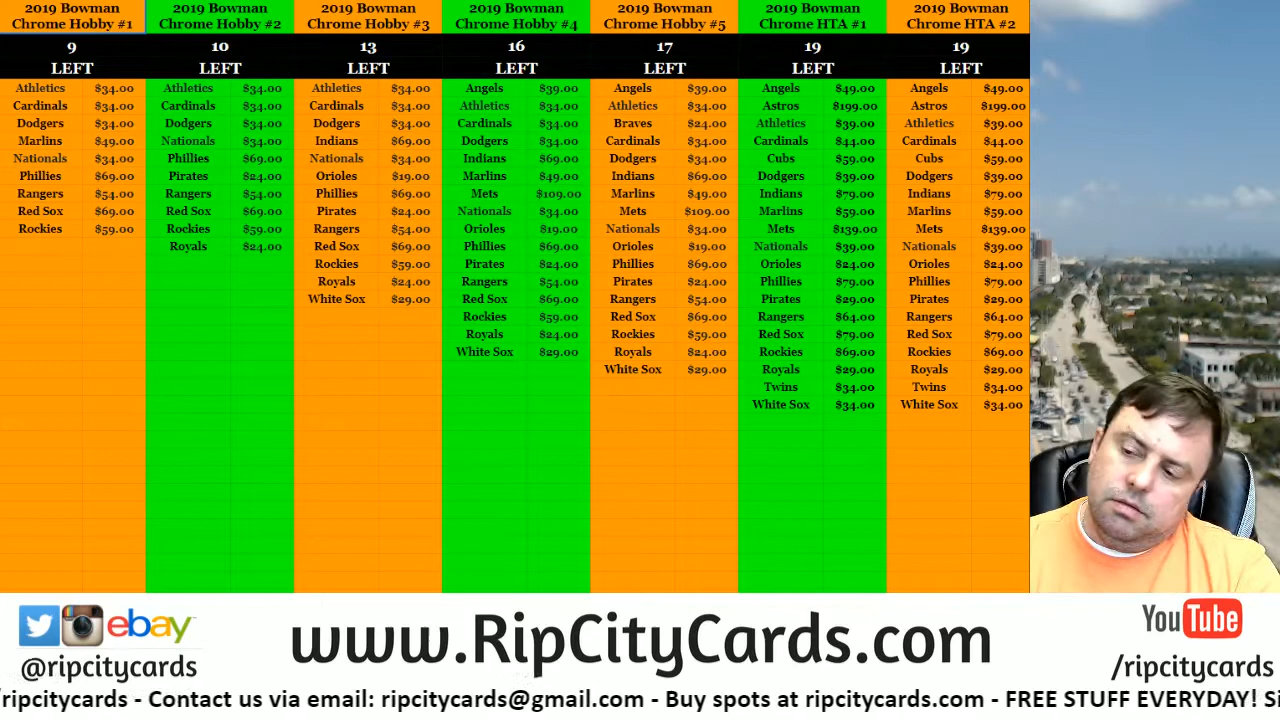 2019 Bowman
Chrome Hobby #1
9
LEFT
Athletics $34.00
Cardinals $34.00
Dodgers $34.00
Marlins $49.00
Nationals $34.00
Phillies $69.00
Rangers $54.00
Red Sox $69.00
Rockies $59.00
2019 Bowman
Chrome Hobby #2
10
LEFT
Athletics $34.00
Cardinals $34.00
Dodgers $34.00
Nationals $34.00
Phillies $69.00
Pirates $24.00
Rangers $54.00
Red Sox $69.00
Rockies $59.00
Royals $24.00
2019 Bowman
Chrome Hobby #3
13
LEFT
Athletics $34.00
Cardinals $34.00
Dodgers $34.00
Indians $69.00
Nationals $34.00
Orioles $19.00
Phillies $69.00
Pirates $24.00
Rangers $54.00
Red Sox $69.00
Rockies $59.00
Royals $24.00
White Sox $29.00
2019 Bowman
Chrome Hobby #4
16
LEFT
Angels $39.00
Athletics $34.00
Cardinals $34.00
Dodgers $34.00
Indians $69.00
Marlins $49.00
Mets $109.00
Nationals $34.00
Orioles $19.00
Phillies $69.00
Pirates $24.00
Rangers $54.00
Red Sox $69.00
Rockies $59.00
Royals $24.00
White Sox $29.00
2019 Bowman
Chrome Hobby #5
17
LEFT
Angels $39.00
Athletics $34.00
Braves $24.00
Cardinals $34.00
Dodgers $34.00
Indians $69.00
Marlins $49.00
Mets $109.00
Nationals $34.00
Orioles $19.00
Phillies $69.00
Pirates $24.00
Rangers $54.00
Red Sox $69.00
Rockies $59.00
Royals $24.00
White Sox $29.00
2019 Bowman
Chrome HTA #1
19
LEFT
Angels $49.00
Astros $199.00
Athletics $39.00
Cardinals $44.00
Cubs $59.00
Dodgers $39.00
Indians $79.00
Marlins $59.00
Mets $139.00
Nationals $39.00
Orioles $24.00
Phillies $79.00
Pirates $29.00
Rangers $64.00
Red Sox $79.00
Rockies $69.00
Royals $29.00
Twins $34.00
White Sox $34.00
2019 Bowman
Chrome HTA #2
19
LEFT
Angels $49.00
Astros $199.00
Athletics $39.00
Cardinals $44.00
Cubs $59.00
Dodgers $39.00
Indians $79.00
Marlins $59.00
Mets $139.00
Nationals $39.00
Orioles $24.00
Phillies $79.00
Pirates $29.00
Rangers $64.00
Red Sox $79.00
Rockies $69.00
Royals $29.00
Twins $34.00
White Sox $34.00
ebay
@ripcitycards
www.RipCityCards.com
YouTube
/ripcitycards
/ripcitycards - Contact us via email: ripcitycards@gmail.com - Buy spots at ripcitycards.com - FREE STUFF EVERYDAY! Si